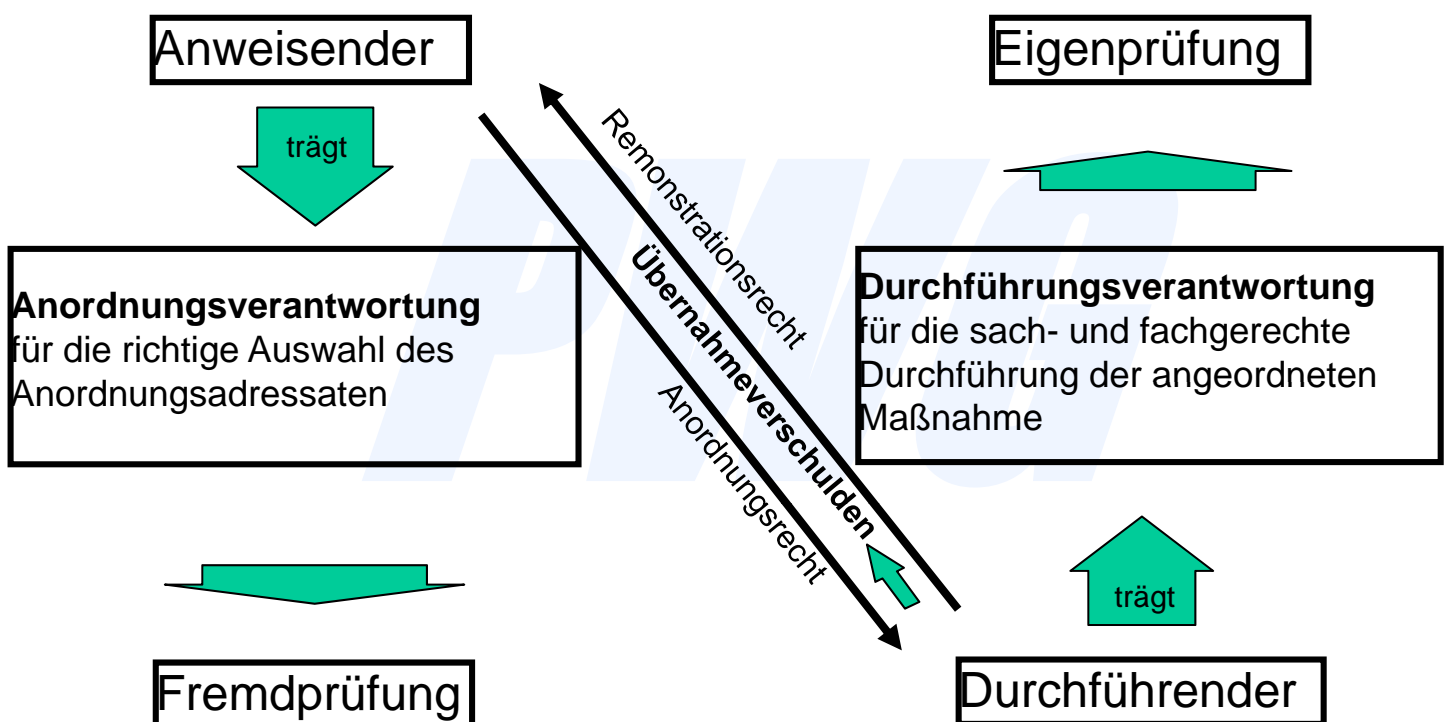 Anweisender
Eigenprüfung
trägt
Remonstrationsrecht
Übernahmeverschulden
Anordnungsrecht
Anordnungsverantwortung
für die richtige Auswahl des
Anordnungsadressaten
Durchführungsverantwortung
für die sach- und fachgerechte
Durchführung der angeordneten
Maßnahme
trägt
Fremdprüfung
Durchführender
PWG